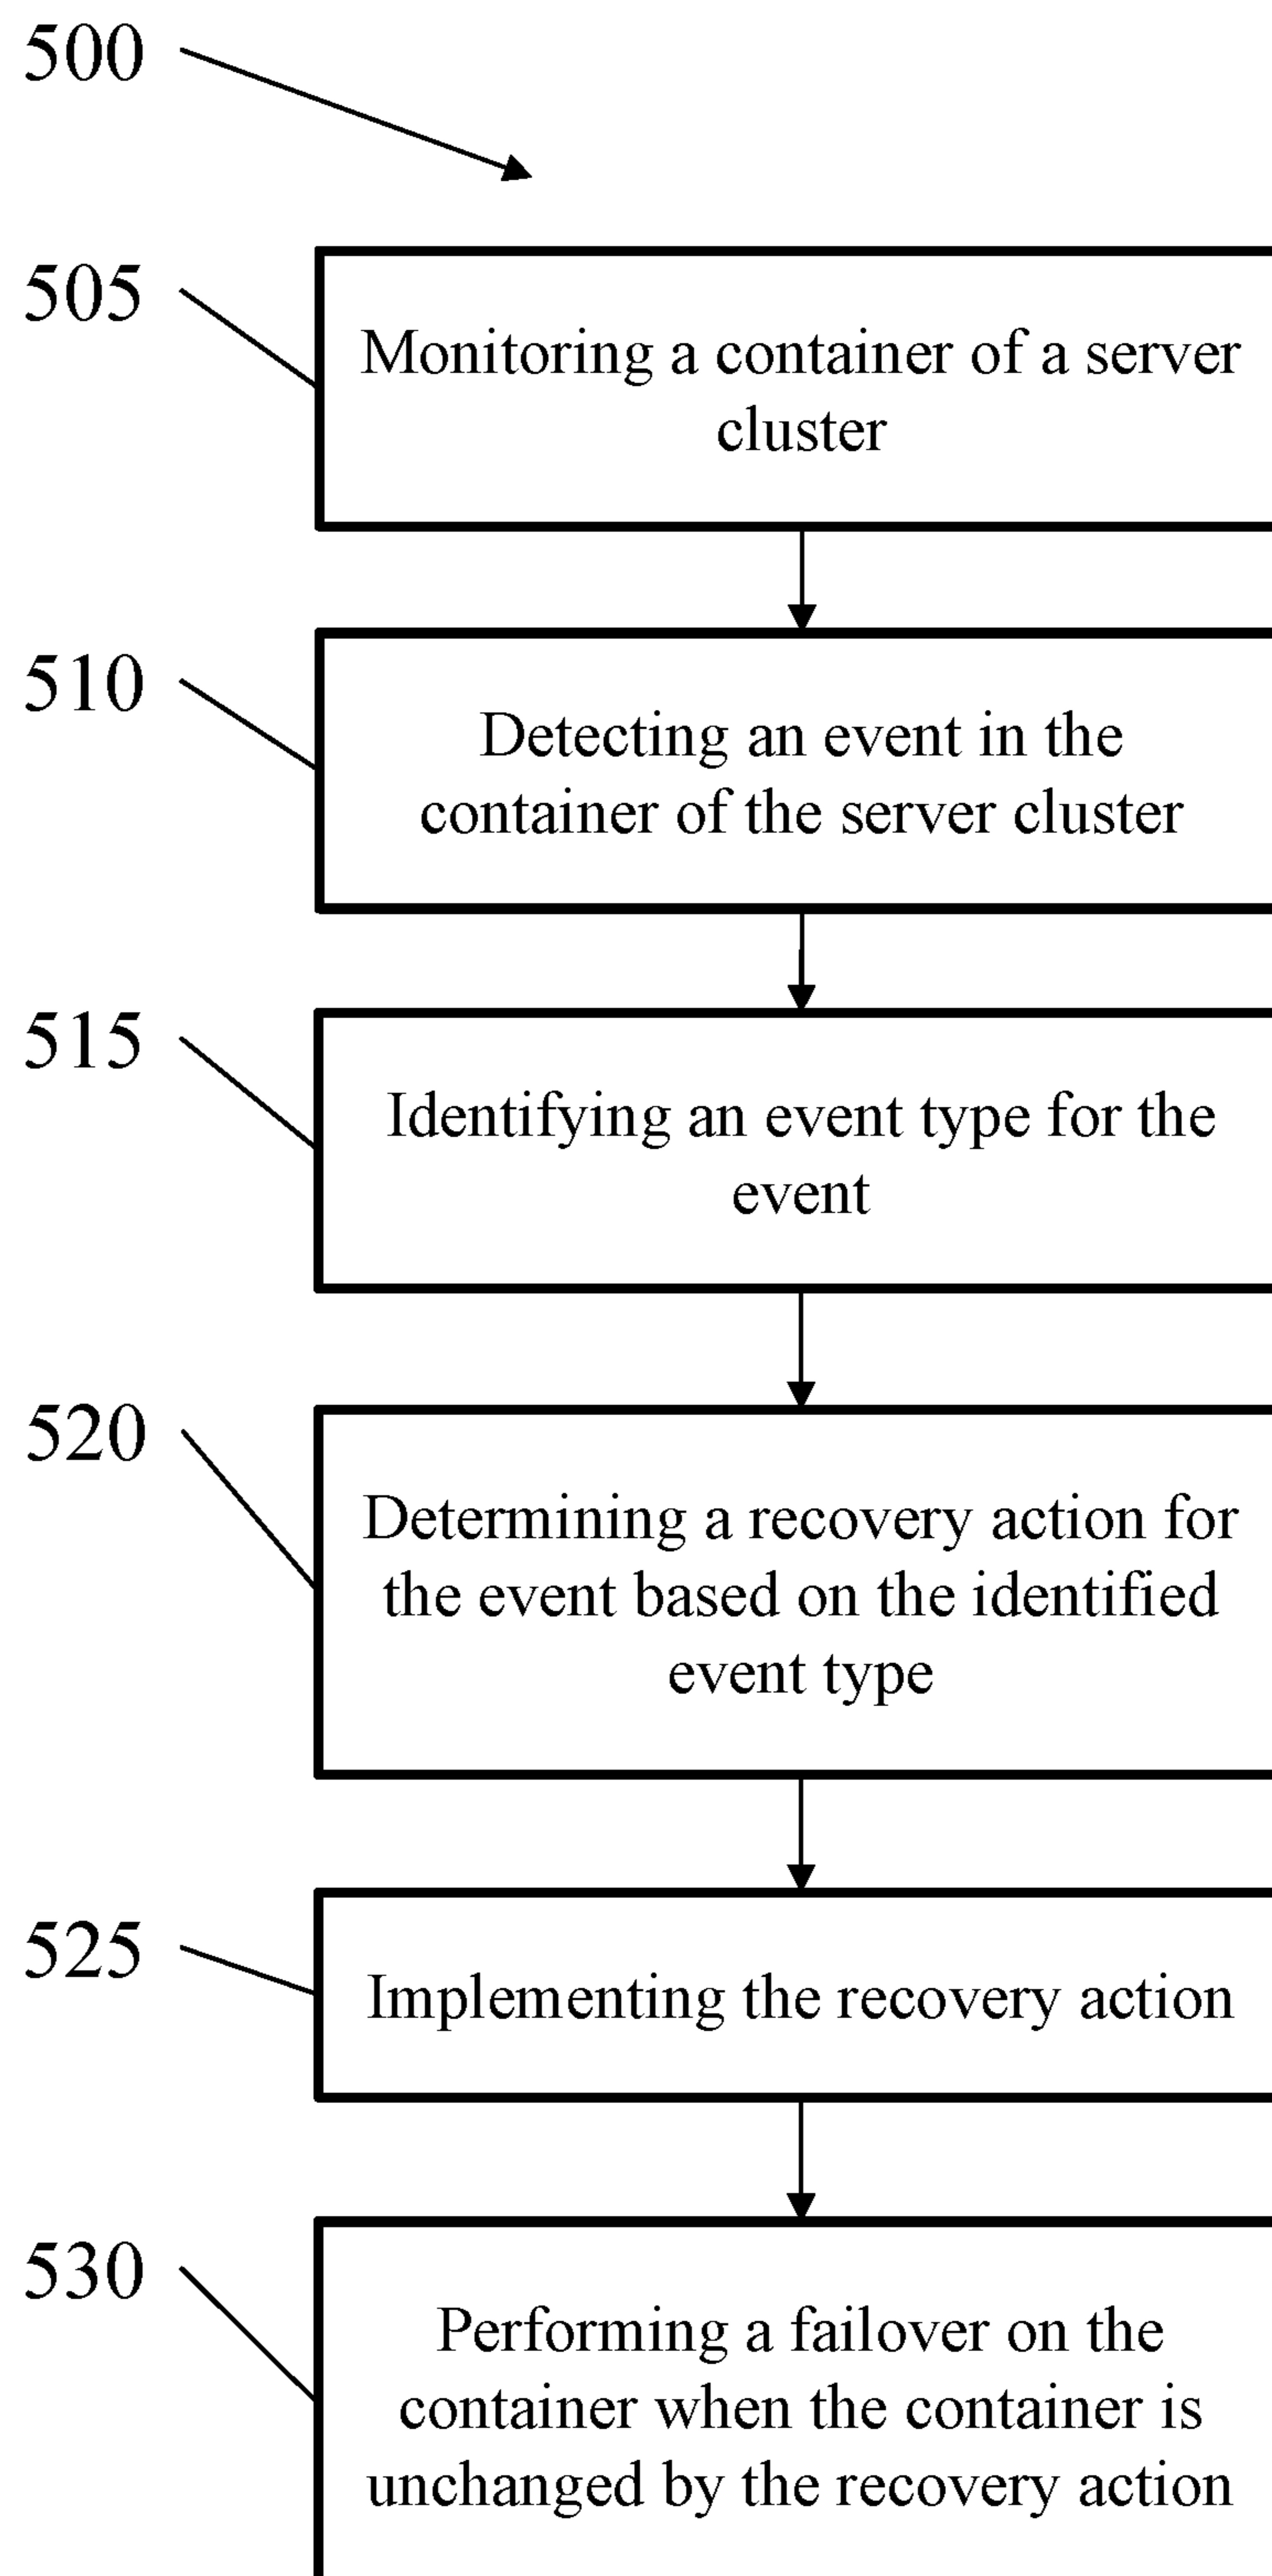 500
505
Monitoring a container of a server
cluster
510
Detecting an event in the
container of the server cluster
515
Identifying an event type for the
event
520
Determining a recovery action for
the event based on the identified
event type
525
Implementing the recovery action
530
Performing a failover on the
container when the container is
unchanged by the recovery action